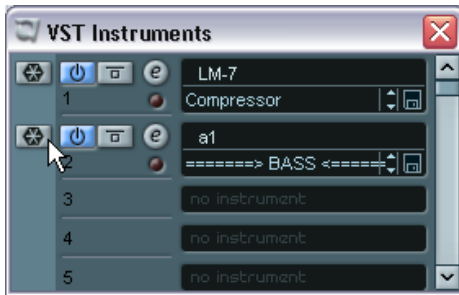 VST Instruments
e LM-7
1 Compressor
e a1
2 =======> BASS <=====
3 no instrument
4 no instrument
5 no instrument